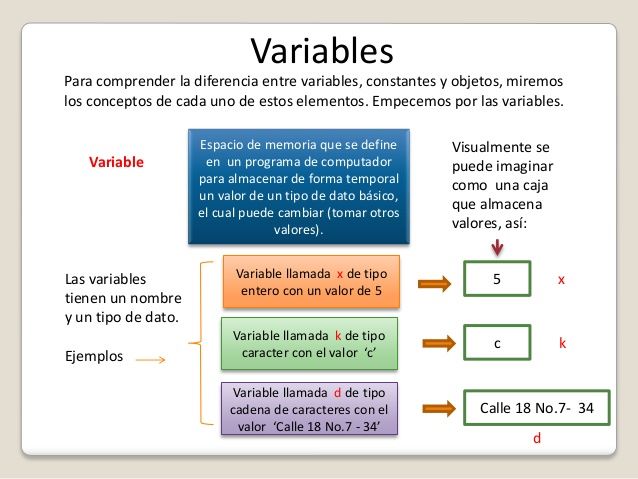 Variables
Para comprender la diferencia entre variables, constantes y objetos, miremos
los conceptos de cada uno de estos elementos. Empecemos por las variables.
Variable
Espacio de memoria que se define
en un programa de computador
para almacenar de forma temporal
un valor de un tipo de dato básico,
el cual puede cambiar (tomar otros
valores).
Visualmente se
puede imaginar
como una caja
que almacena
valores, así:
Las variables
tienen un nombre
y un tipo de dato.
Ejemplos
Variable llamada x de tipo
entero con un valor de 5
5
x
Variable llamada k de tipo
caracter con el valor ‘c’
c
k
Variable llamada d de tipo
cadena de caracteres con el
valor ‘Calle 18 No.7 - 34’
Calle 18 No.7- 34
d